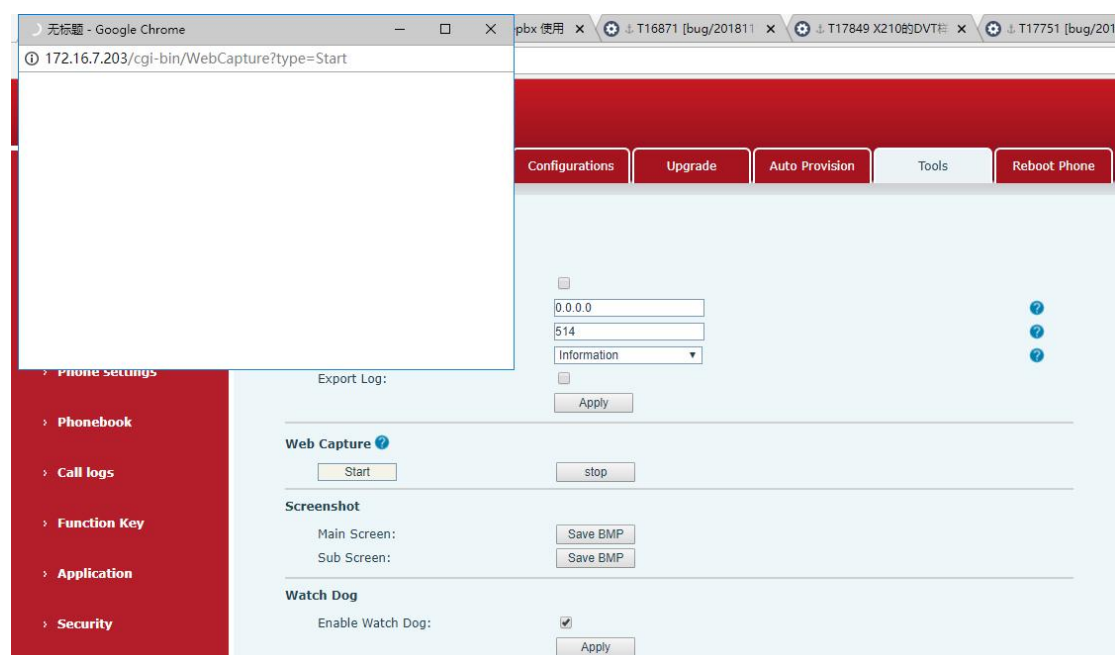 无标题 - Google Chrome
pbx 使用
T16871 [bug/201811
T17849 X210的DVT样
T17751 [bug/201
172.16.7.203/cgi-bin/WebCapture?type=Start
Configurations
Upgrade
Auto Provision
Tools
Reboot Phone
0.0.0.0
514
Information
› Phone settings
Export Log:
Apply
› Phonebook
Web Capture
› Call logs
Start
stop
Screenshot
› Function Key
Main Screen:
Save BMP
Sub Screen:
Save BMP
› Application
Watch Dog
› Security
Enable Watch Dog:
Apply